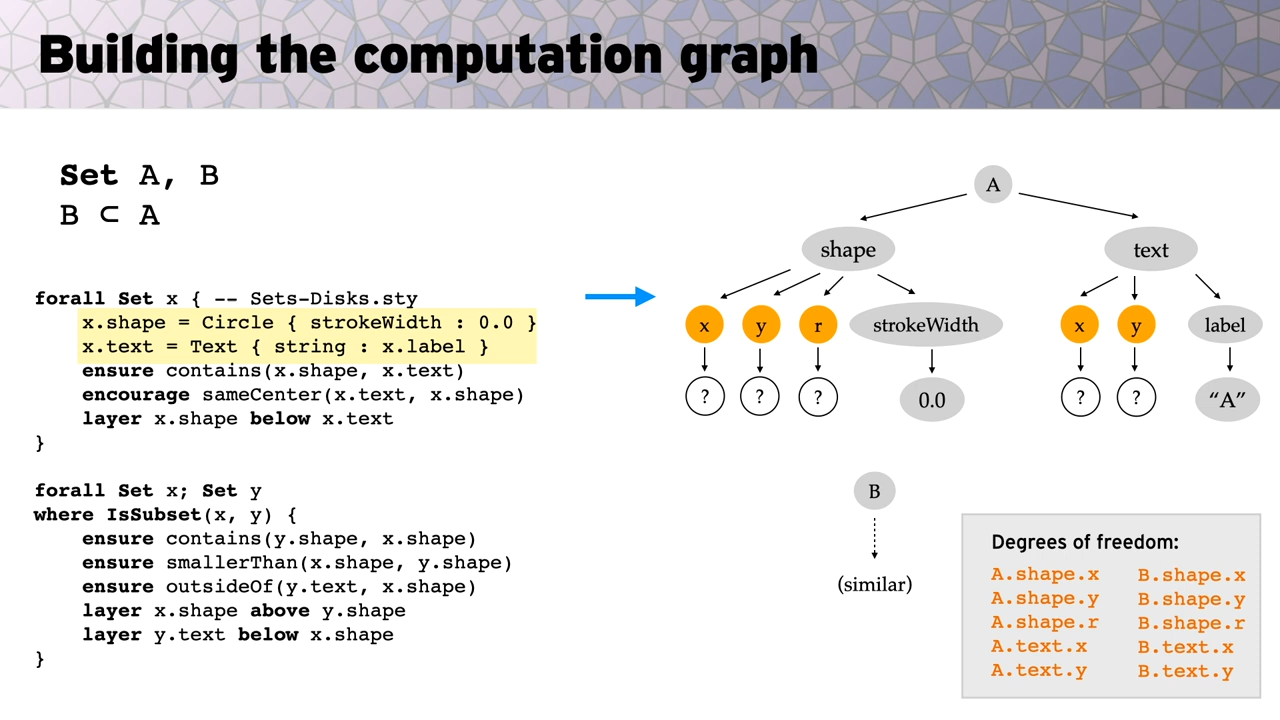 Building the computation graph
Set A, B
B ⊂ A
forall Set x { -- Sets-Disks.sty
x.shape = Circle { strokeWidth : 0.0 }
x.text = Text { string : x.label }
ensure contains(x.shape, x.text)
encourage sameCenter(x.text, x.shape)
layer x.shape below x.text
}
forall Set x; Set y
where IsSubset(x, y) {
ensure contains(y.shape, x.shape)
ensure smallerThan(x.shape, y.shape)
ensure outsideOf(y.text, x.shape)
layer x.shape above y.shape
layer y.text below x.shape
}
A
shape text
x y r strokeWidth x y label
? ? ? 0.0 ? ? “A”
B
(similar)
Degrees of freedom:
A.shape.x B.shape.x
A.shape.y B.shape.y
A.shape.r B.shape.r
A.text.x B.text.x
A.text.y B.text.y